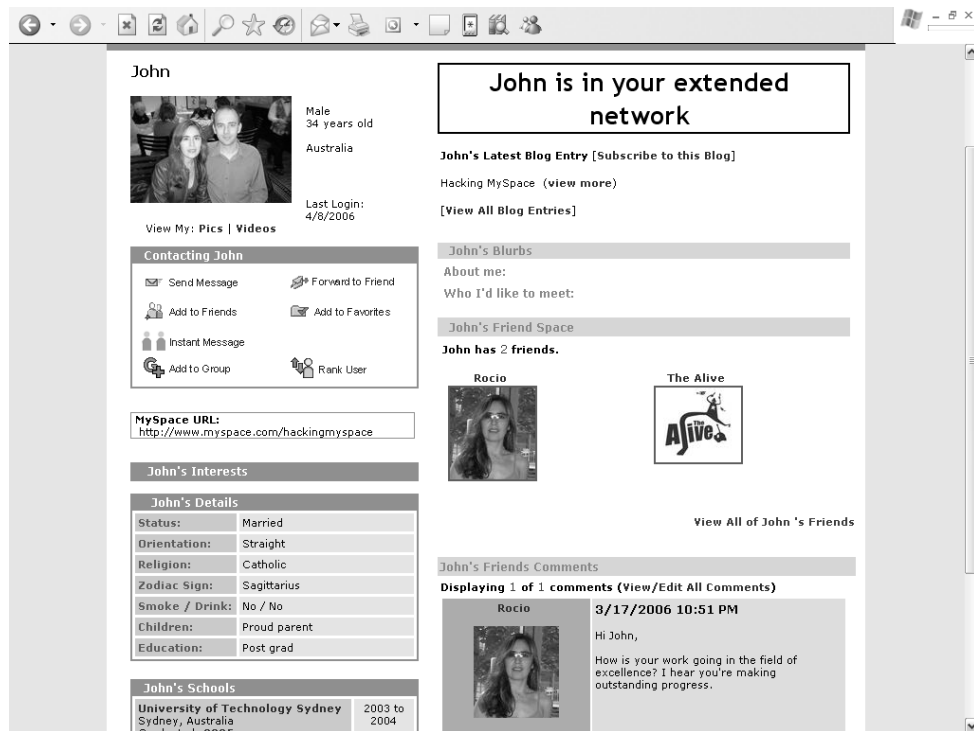 John
Male
34 years old
Australia
Last Login:
4/8/2006
View My: Pics | Videos
Contacting John
Send Message
Forward to Friend
Add to Friends
Add to Favorites
Instant Message
Add to Group
Rank User
MySpace URL:
http://www.myspace.com/hackingmyspace
John's Interests
John's Details
Status: Married
Orientation: Straight
Religion: Catholic
Zodiac Sign: Sagittarius
Smoke / Drink: No / No
Children: Proud parent
Education: Post grad
John's Schools
University of Technology Sydney
Sydney, Australia
2003 to
2004
John is in your extended
network
John's Latest Blog Entry [Subscribe to this Blog]
Hacking MySpace (view more)
[View All Blog Entries]
John's Blurbs
About me:
Who I'd like to meet:
John's Friend Space
John has 2 friends.
Rocio
The Alive
The
Alive
View All of John 's Friends
John's Friends Comments
Displaying 1 of 1 comments (View/Edit All Comments)
Rocio
3/17/2006 10:51 PM
Hi John,
How is your work going in the field of
excellence? I hear you're making
outstanding progress.